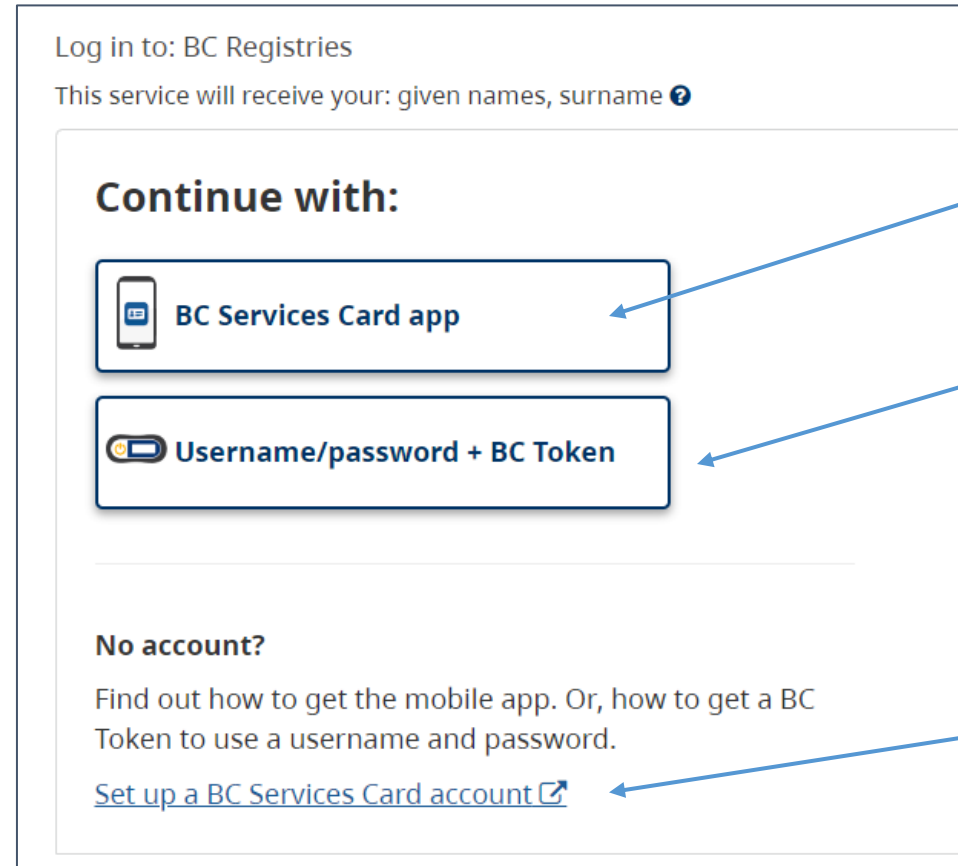 Log in to: BC Registries
This service will receive your: given names, surname
Continue with:
BC Services Card app
Username/password + BC Token
No account?
Find out how to get the mobile app. Or, how to get a BC
Token to use a username and password.
Set up a BC Services Card account